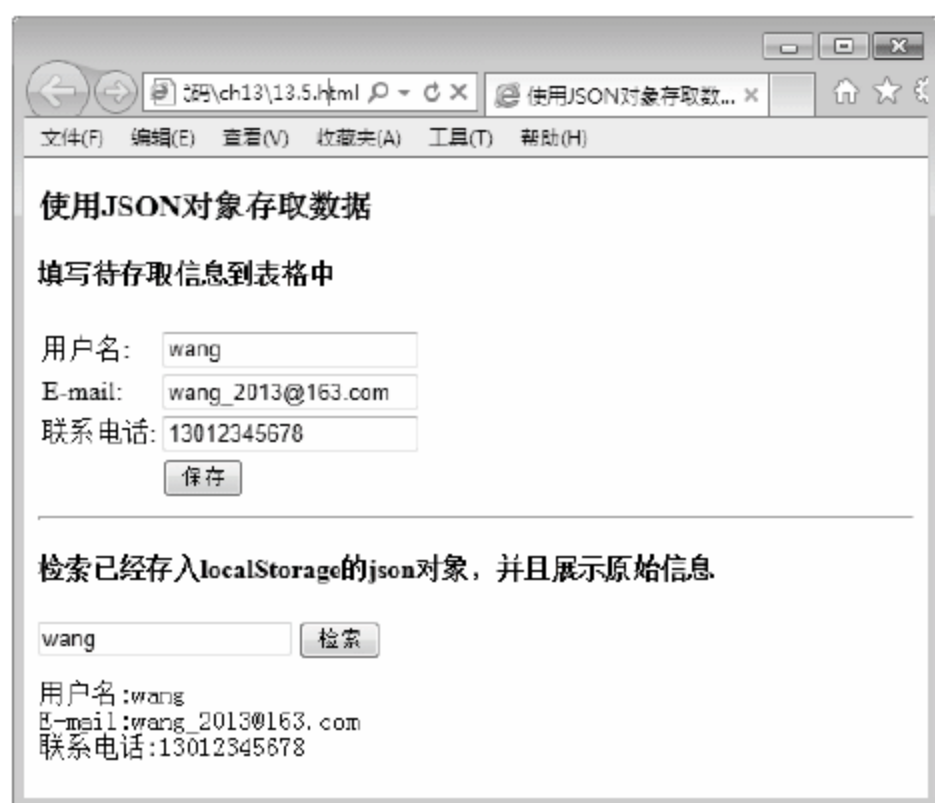 码\ch13\13.5.html
使用JSON对象存取数... ×
文件(F) 编辑(E) 查看(V) 收藏夹(A) 工具(T) 帮助(H)
使用JSON对象存取数据
填写待存取信息到表格中
用户名: wang
E-mail: wang_2013@163.com
联系电话: 13012345678
保存
检索已经存入localStorage的json对象，并且展示原始信息
wang 检索
用户名:wang
E-mail:wang_2013@163.com
联系电话:13012345678